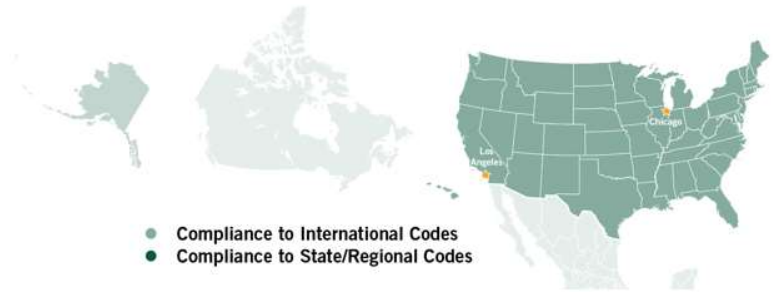 Chicago
Los
Angeles
Compliance to International Codes
Compliance to State/Regional Codes